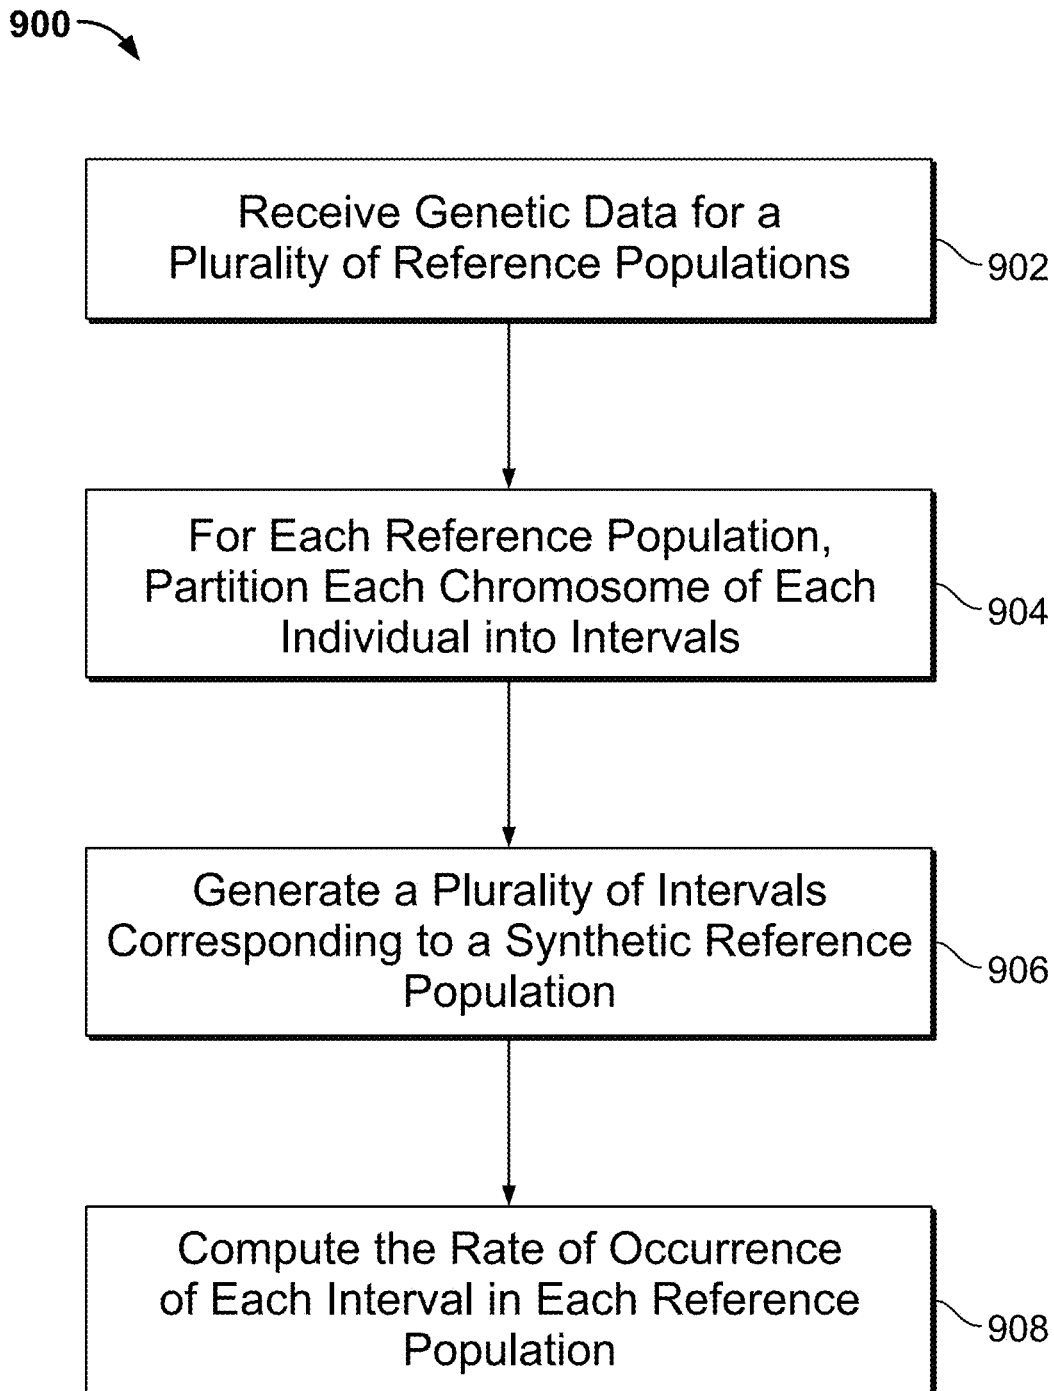 900
Receive Genetic Data for a
Plurality of Reference Populations
902
For Each Reference Population,
Partition Each Chromosome of Each
Individual into Intervals
904
Generate a Plurality of Intervals
Corresponding to a Synthetic Reference
Population
906
Compute the Rate of Occurrence
of Each Interval in Each Reference
Population
908